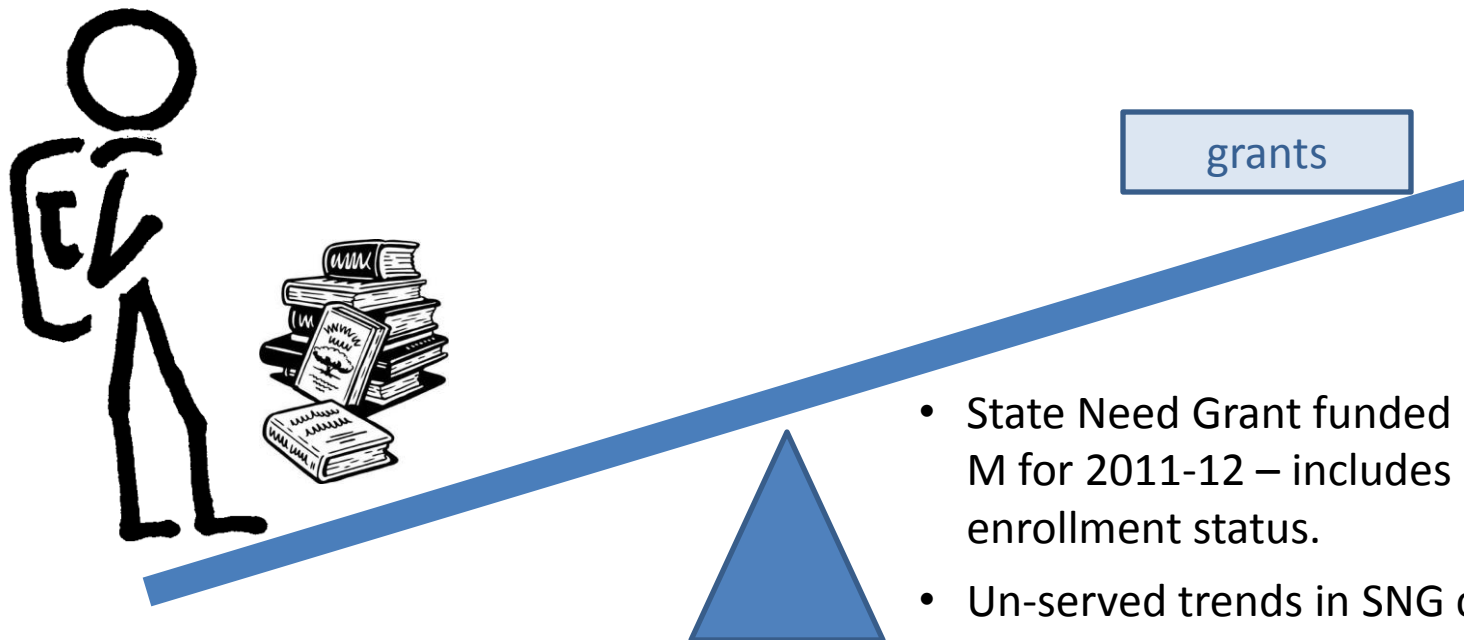 grants
• State Need Grant funded
M for 2011-12 – includes
enrollment status.
• Un-served trends in SNG